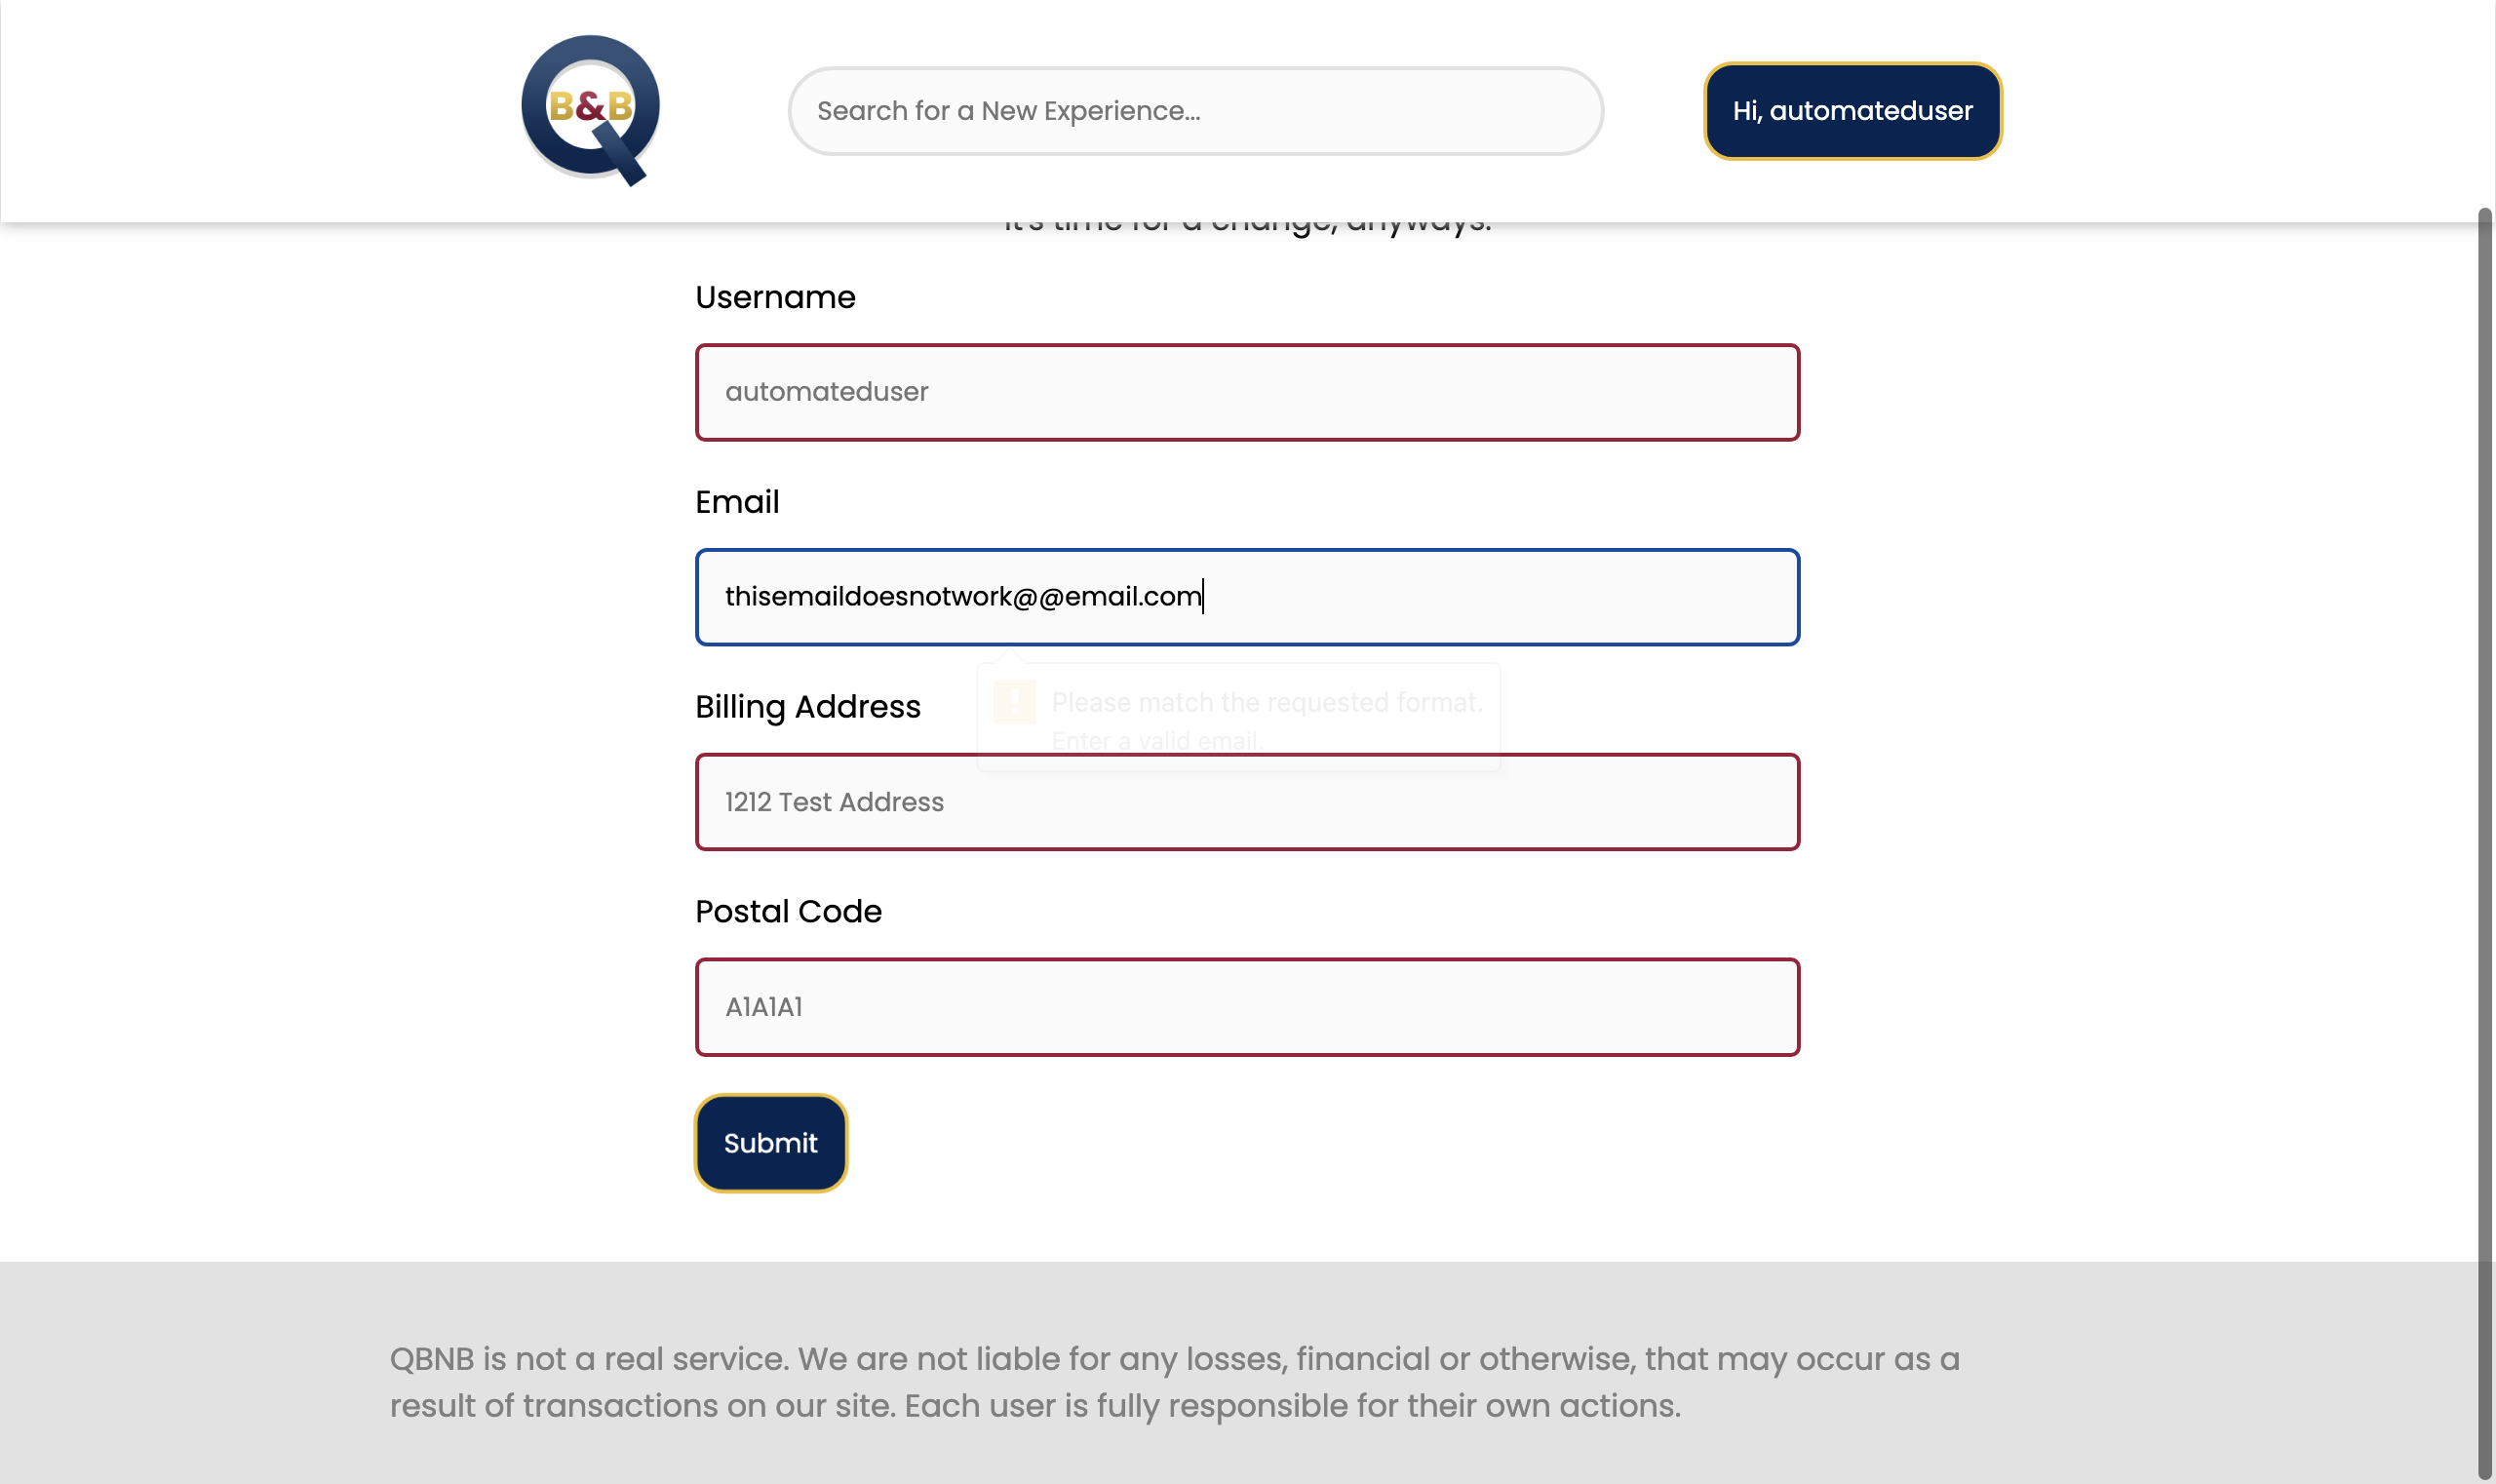 B&B
Search for a New Experience...
Hi, automateduser
It's time for a change, anyways.
Username
automateduser
Email
thisemaildoesnotwork@@email.com
Please match the requested format.
Enter a valid email.
Billing Address
1212 Test Address
Postal Code
A1A1A1
Submit
QBNB is not a real service. We are not liable for any losses, financial or otherwise, that may occur as a
result of transactions on our site. Each user is fully responsible for their own actions.